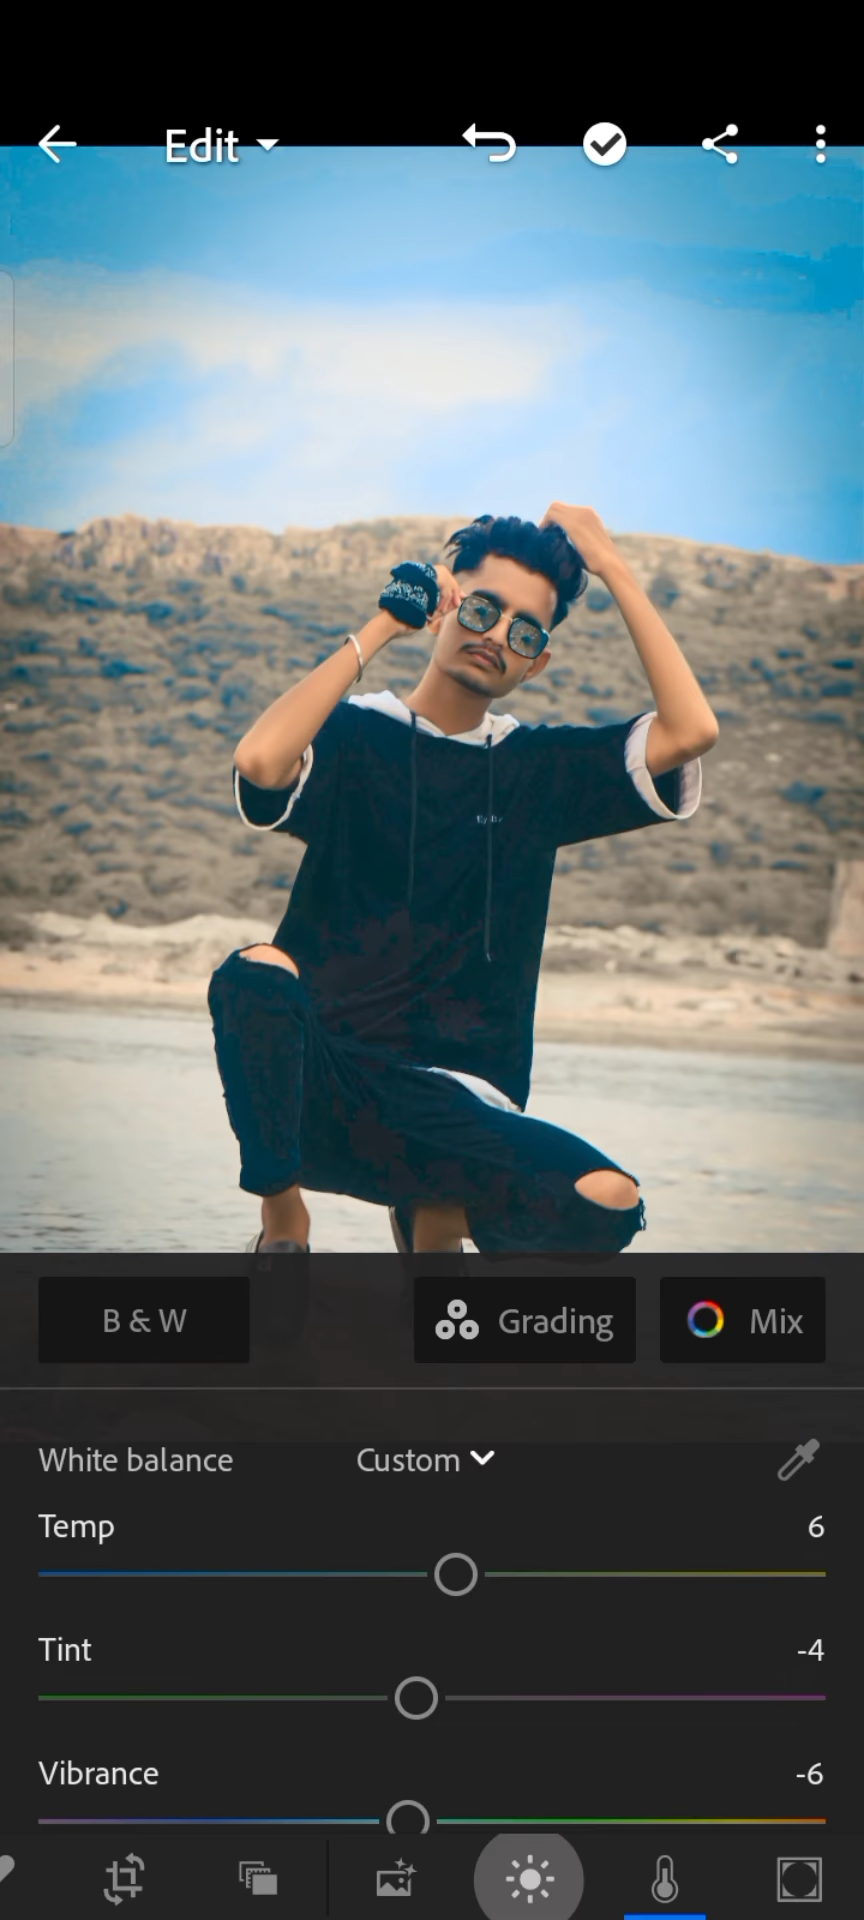 Edit
B & W
Grading
Mix
White balance
Custom
Temp
6
Tint
-4
Vibrance
-6